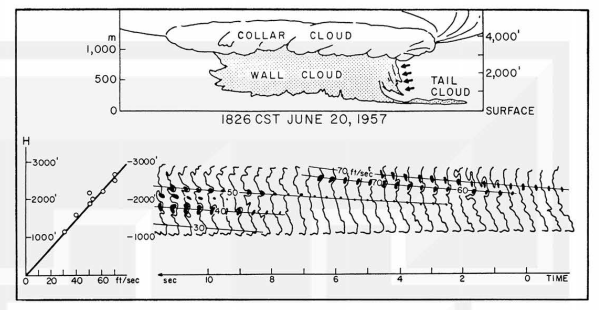 COLLAR CLOUD
4,000'
m
1,000
500
0
WALL CLOUD
2,000'
TAIL
CLOUD
SURFACE
1826 CST JUNE 20, 1957
H
3000'
2000'
1000'
0 20 40 60 ft/sec
3000'
2000'
1000'
70 ft/sec
70
60
50
40
30
sec 10 8 6 4 2 0 TIME